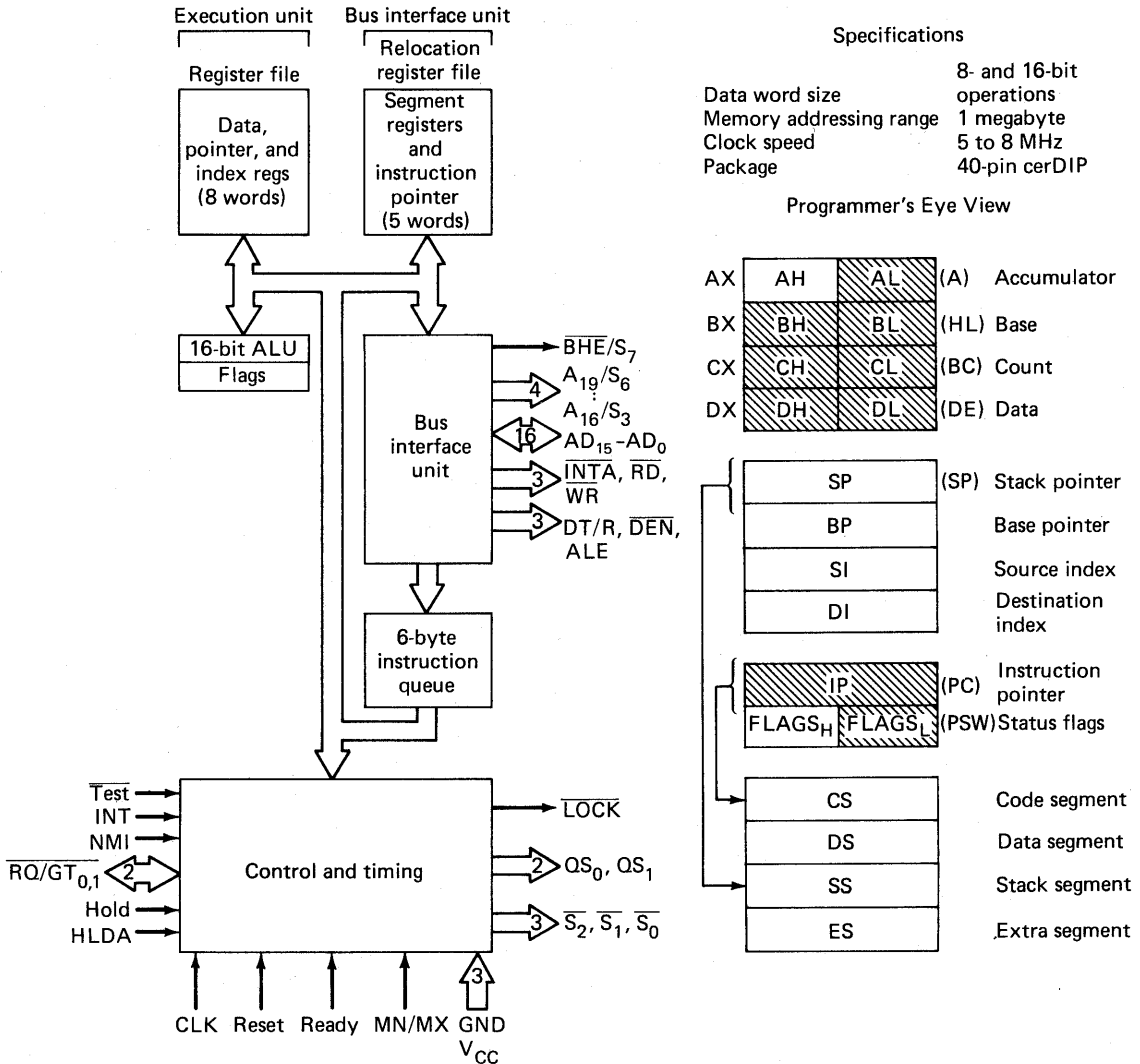 Execution unit
Bus interface unit
Register file
Relocation
register file
Data,
pointer, and
index regs
(8 words)
Segment
registers
and
instruction
pointer
(5 words)
16-bit ALU
Flags
Bus
interface
unit
BHE/S7
4
A19/S6
⋮
A16/S3
16
AD15-AD0
3
INTA, RD,
WR
3
DT/R, DEN,
ALE
6-byte
instruction
queue
Test
INT
NMI
RQ/GT0,1
2
Hold
HLDA
Control and timing
LOCK
2
QS0, QS1
3
S2, S1, S0
CLK
Reset
Ready
MN/MX
3
GND
VCC
Specifications
Data word size 8- and 16-bit
operations
Memory addressing range 1 megabyte
Clock speed 5 to 8 MHz
Package 40-pin cerDIP
Programmer's Eye View
AX AH AL (A) Accumulator
BX BH BL (HL) Base
CX CH CL (BC) Count
DX DH DL (DE) Data
SP (SP) Stack pointer
BP Base pointer
SI Source index
DI Destination
index
IP (PC) Instruction
pointer
FLAGSH FLAGSL (PSW) Status flags
CS Code segment
DS Data segment
SS Stack segment
ES Extra segment